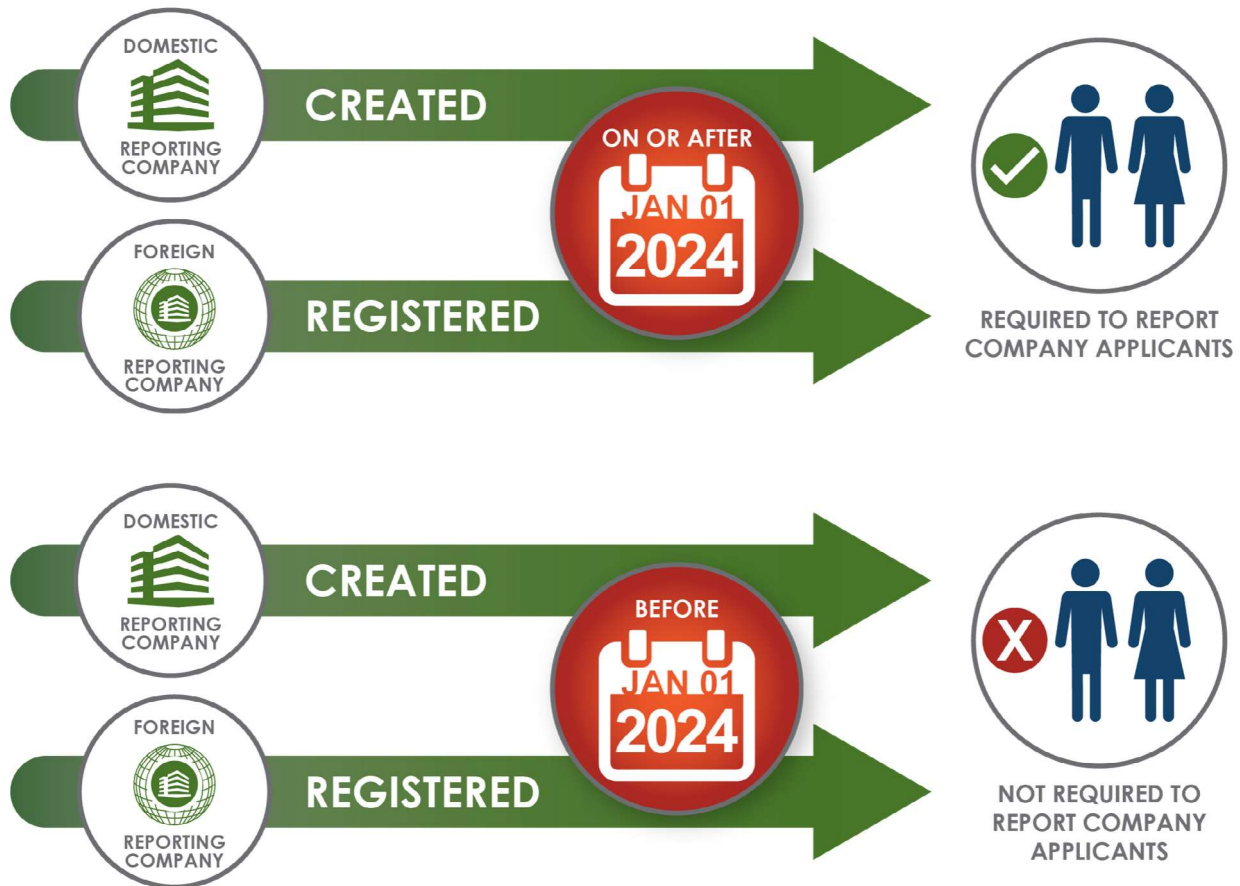 DOMESTIC
REPORTING
COMPANY
CREATED
ON OR AFTER
JAN 01
2024
FOREIGN
REPORTING
COMPANY
REGISTERED
REQUIRED TO REPORT
COMPANY APPLICANTS
DOMESTIC
REPORTING
COMPANY
CREATED
BEFORE
JAN 01
2024
FOREIGN
REPORTING
COMPANY
REGISTERED
X
NOT REQUIRED TO
REPORT COMPANY
APPLICANTS